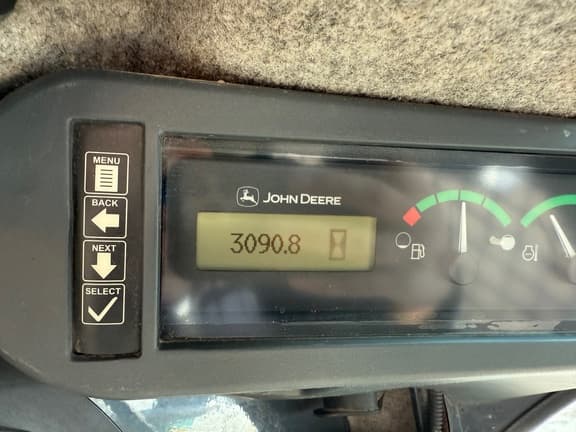 MENU
BACK
NEXT
SELECT
JOHN DEERE
3090.8